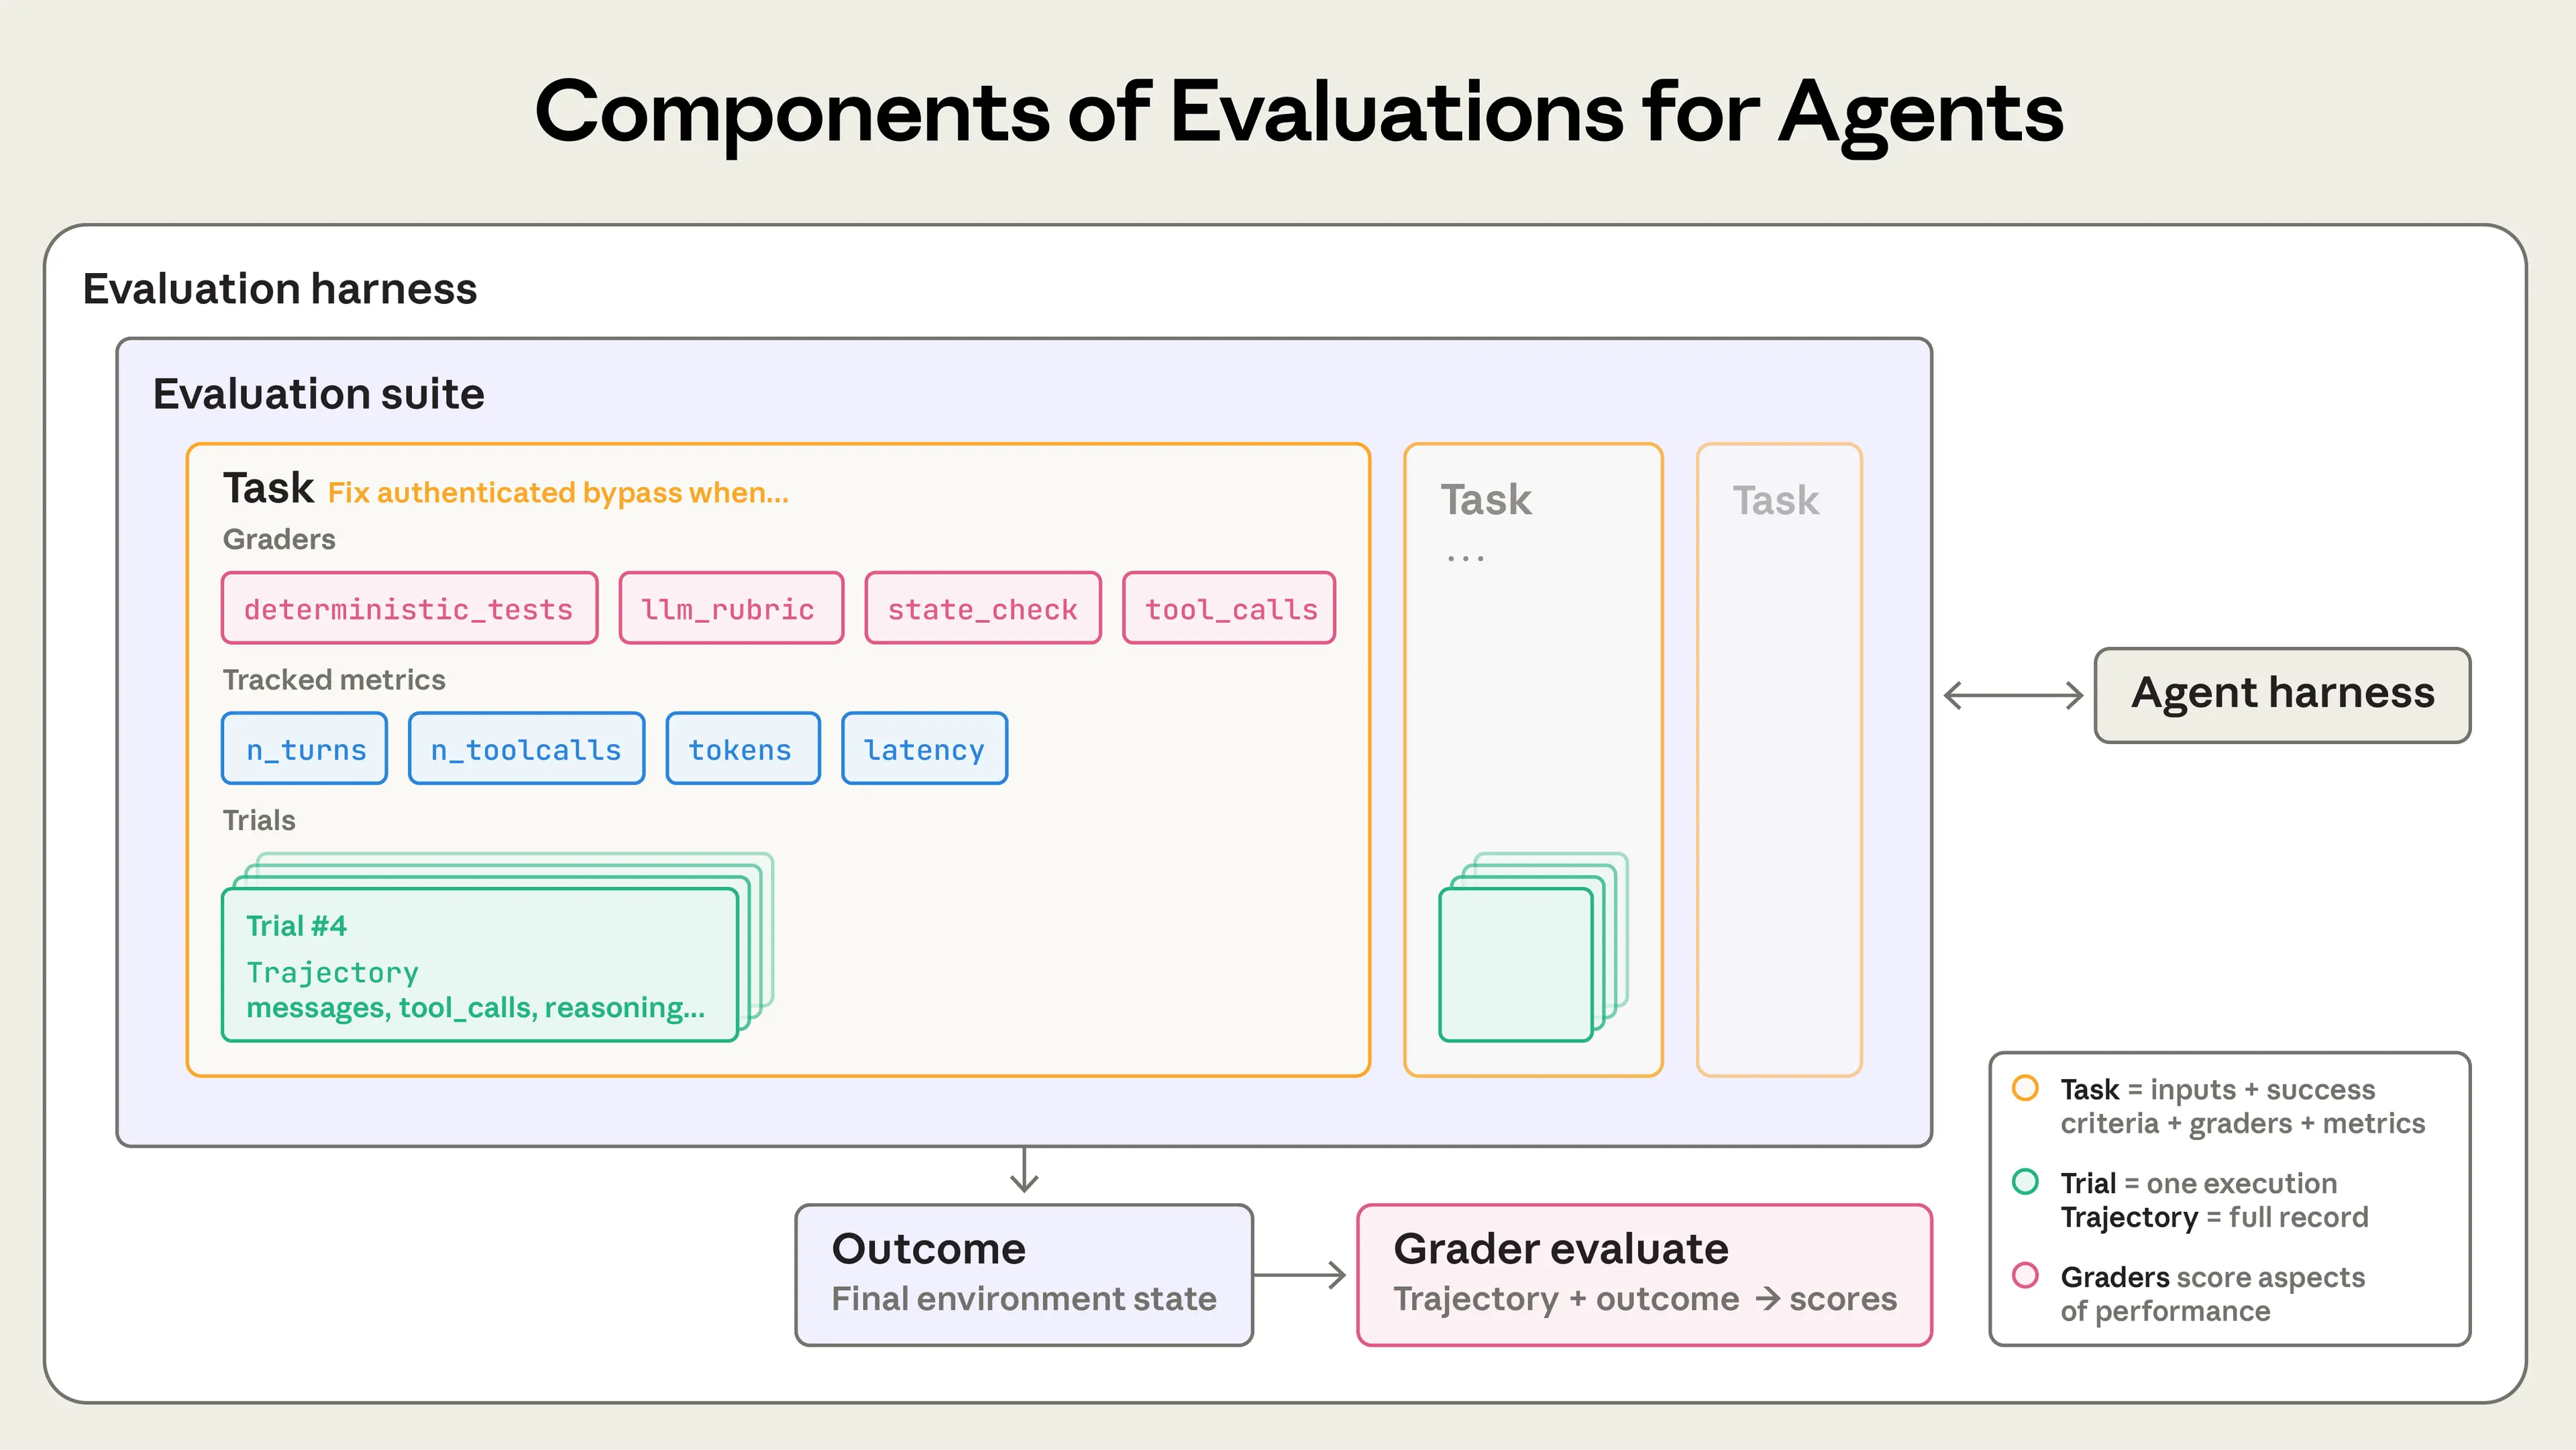 Components of Evaluations for Agents
Evaluation harness
Evaluation suite
Task Fix authenticated bypass when...
Graders
deterministic_tests
llm_rubric
state_check
tool_calls
Tracked metrics
n_turns
n_toolcalls
tokens
latency
Trials
Trial #4
Trajectory
messages, tool_calls, reasoning...
Task
...
Task
Agent harness
Outcome
Final environment state
Grader evaluate
Trajectory + outcome → scores
Task = inputs + success
criteria + graders + metrics
Trial = one execution
Trajectory = full record
Graders score aspects
of performance